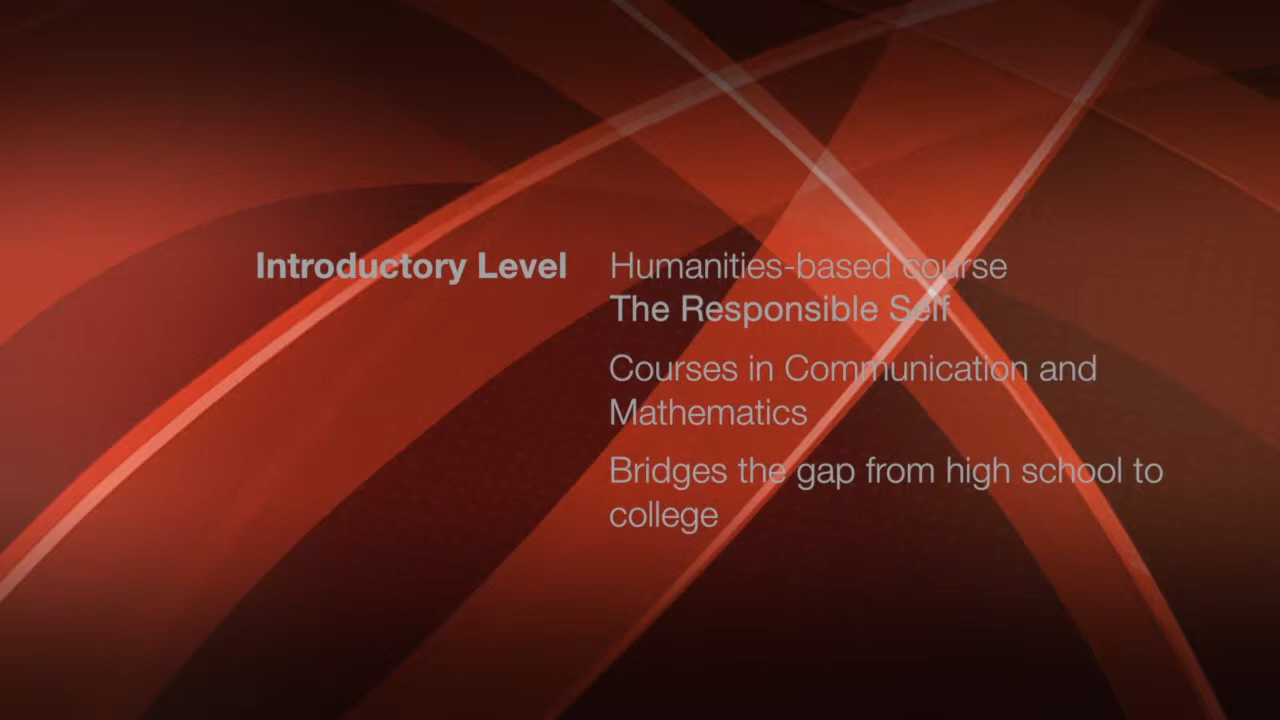 Introductory Level Humanities-based course
The Responsible Self
Courses in Communication and
Mathematics
Bridges the gap from high school to
college